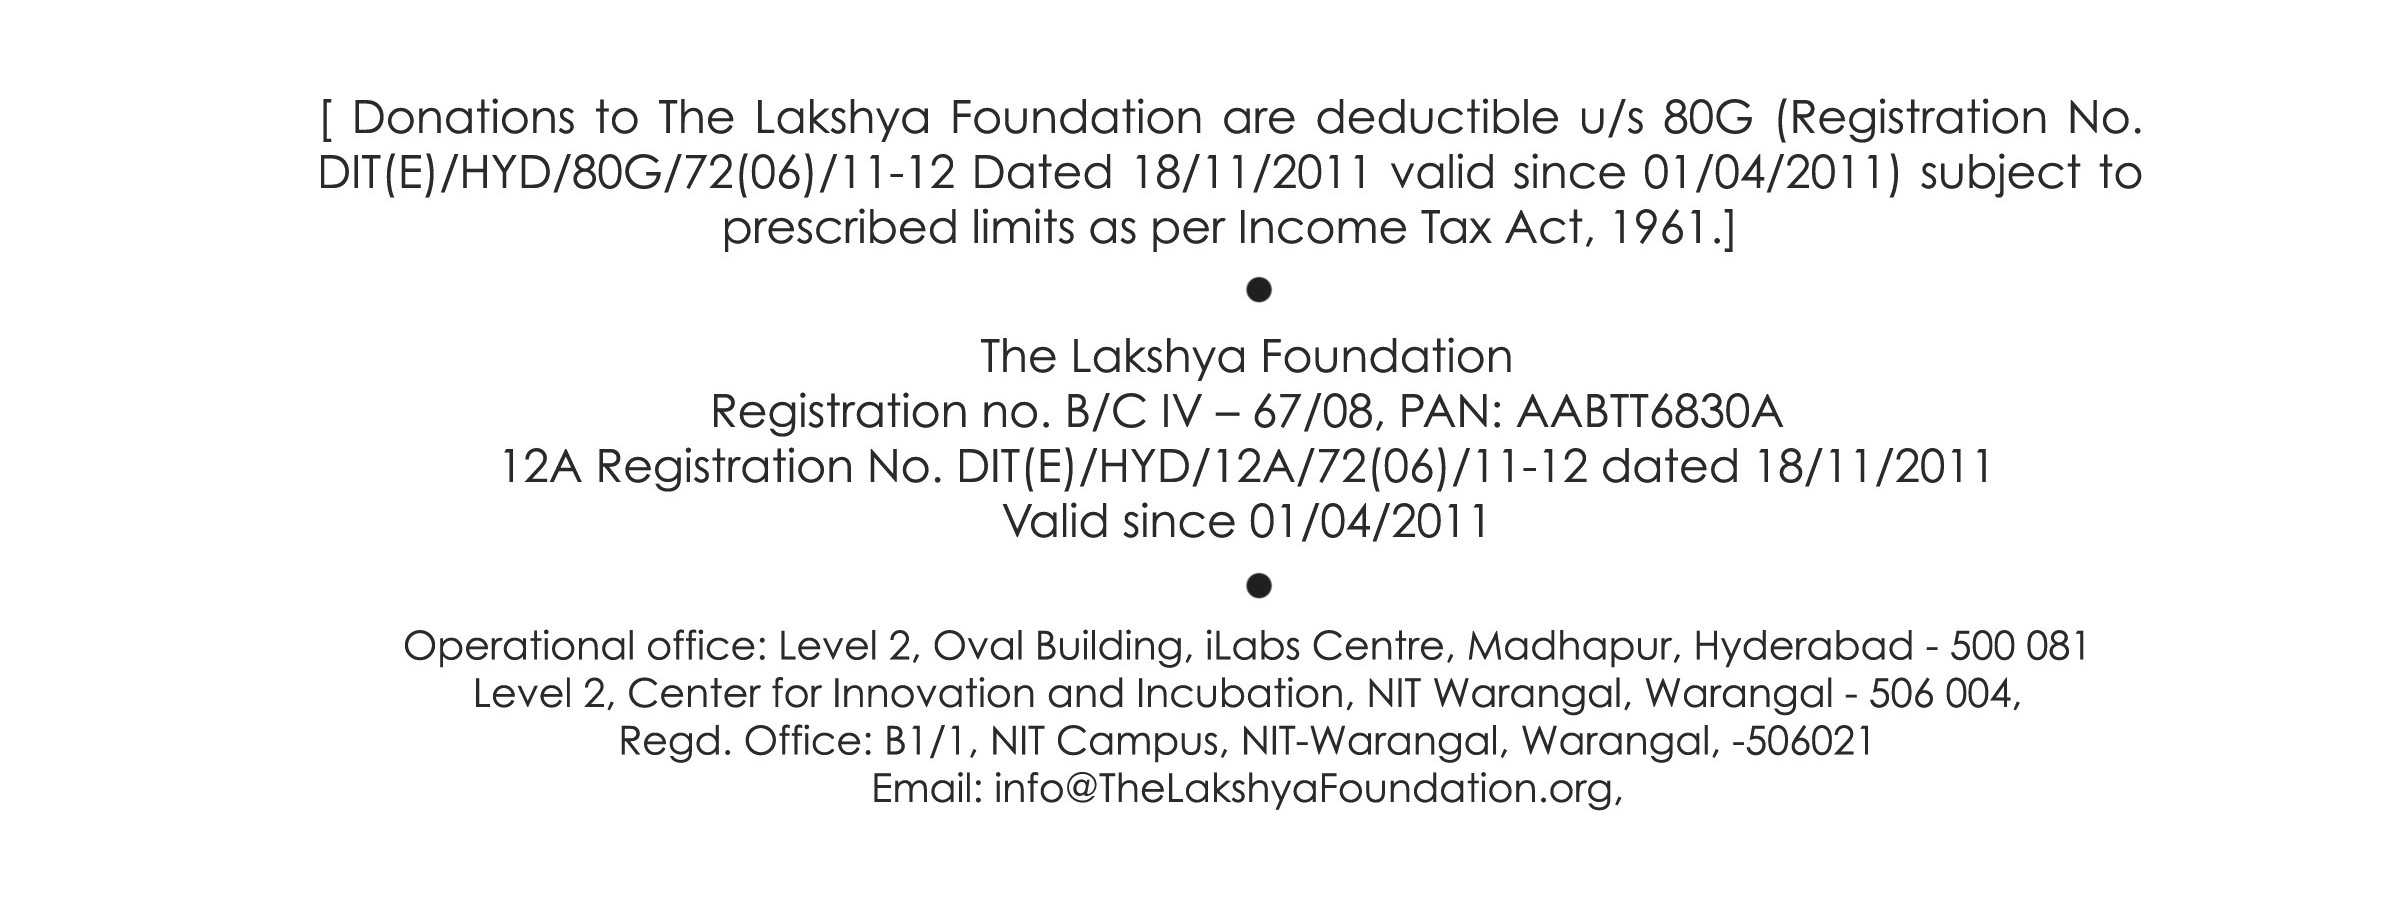 [ Donations to The Lakshya Foundation are deductible u/s 80G (Registration No.
DIT(E)/HYD/80G/72(06)/11-12 Dated 18/11/2011 valid since 01/04/2011) subject to
prescribed limits as per Income Tax Act, 1961.]
●
The Lakshya Foundation
Registration no. B/C IV – 67/08, PAN: AABTT6830A
12A Registration No. DIT(E)/HYD/12A/72(06)/11-12 dated 18/11/2011
Valid since 01/04/2011
●
Operational office: Level 2, Oval Building, iLabs Centre, Madhapur, Hyderabad - 500 081
Level 2, Center for Innovation and Incubation, NIT Warangal, Warangal - 506 004,
Regd. Office: B1/1, NIT Campus, NIT-Warangal, Warangal, -506021
Email: info@TheLakshyaFoundation.org,